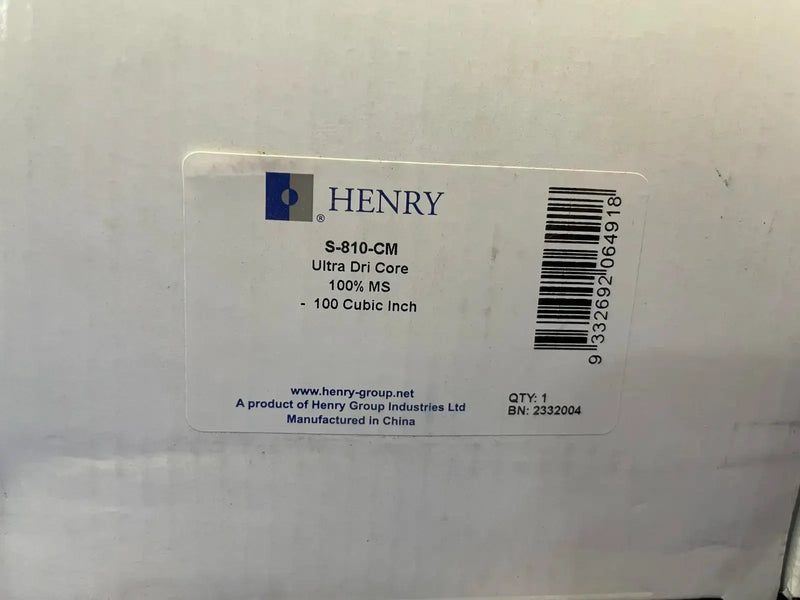 HENRY
®
S-810-CM
Ultra Dri Core
100% MS
- 100 Cubic Inch
www.henry-group.net
A product of Henry Group Industries Ltd
Manufactured in China
9 332692 064918
QTY: 1
BN: 2332004